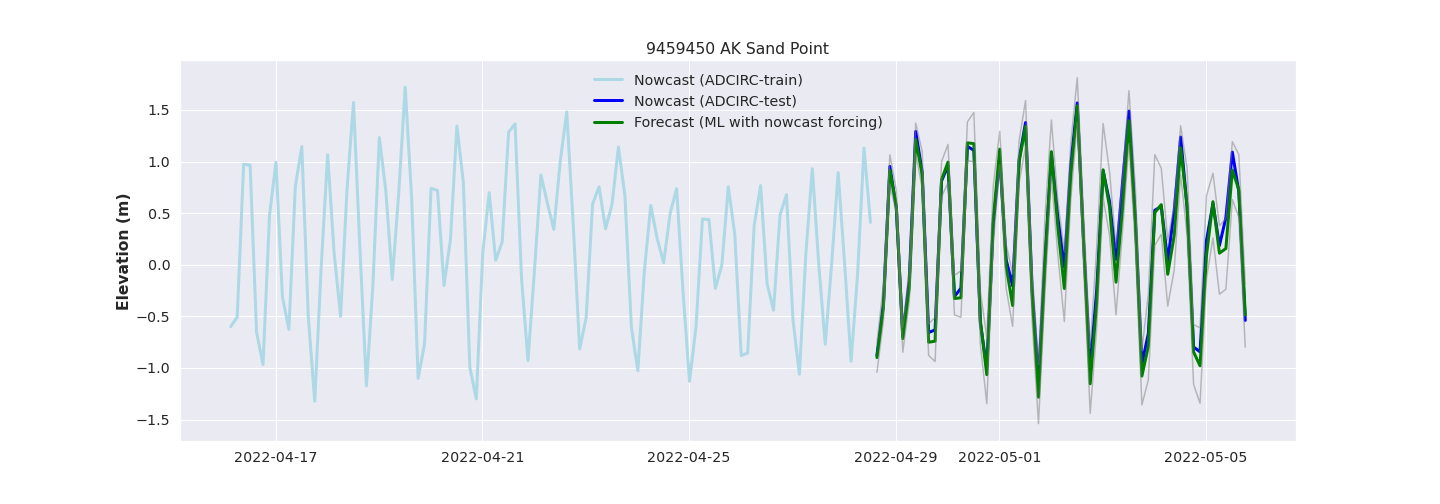 9459450 AK Sand Point
Nowcast (ADCIRC-train)
Nowcast (ADCIRC-test)
Forecast (ML with nowcast forcing)
Elevation (m)
1.5
1.0
0.5
0.0
−0.5
−1.0
−1.5
2022-04-17
2022-04-21
2022-04-25
2022-04-29
2022-05-01
2022-05-05